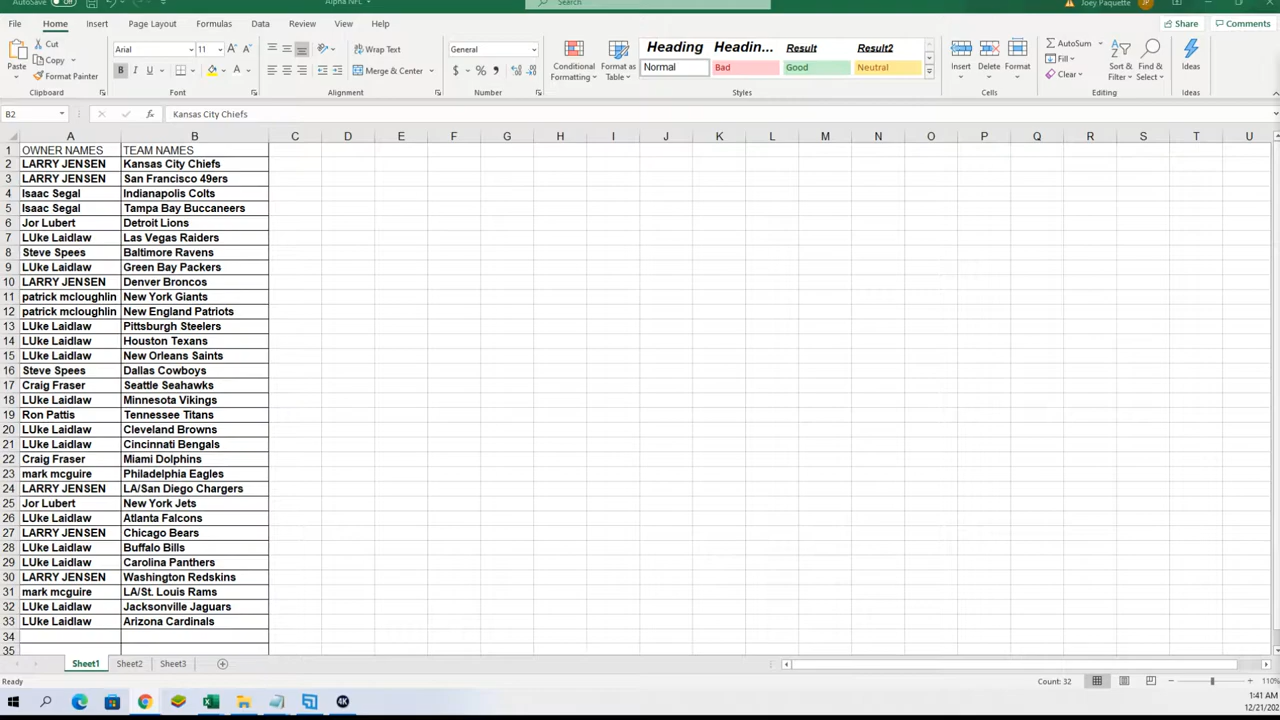 AutoSave Off Alpha NFL Search Joey Paquette JP
File Home Insert Page Layout Formulas Data Review View Help Share Comments
Paste Cut Copy Format Painter Clipboard
Arial 11 A A B I U A Font
Wrap Text Merge & Center Alignment
General $ % Number
Conditional Formatting Format as Table
Heading Headin... Result Result2
Normal Bad Good Neutral
Styles
Insert Delete Format Cells
AutoSum Fill Clear Sort & Filter Find & Select Editing
Ideas Ideas
B2 fx Kansas City Chiefs
A B C D E F G H I J K L M N O P Q R S T U
1 OWNER NAMES TEAM NAMES
2 LARRY JENSEN Kansas City Chiefs
3 LARRY JENSEN San Francisco 49ers
4 Isaac Segal Indianapolis Colts
5 Isaac Segal Tampa Bay Buccaneers
6 Jor Lubert Detroit Lions
7 LUke Laidlaw Las Vegas Raiders
8 Steve Spees Baltimore Ravens
9 LUke Laidlaw Green Bay Packers
10 LARRY JENSEN Denver Broncos
11 patrick mcloughlin New York Giants
12 patrick mcloughlin New England Patriots
13 LUke Laidlaw Pittsburgh Steelers
14 LUke Laidlaw Houston Texans
15 LUke Laidlaw New Orleans Saints
16 Steve Spees Dallas Cowboys
17 Craig Fraser Seattle Seahawks
18 LUke Laidlaw Minnesota Vikings
19 Ron Pattis Tennessee Titans
20 LUke Laidlaw Cleveland Browns
21 LUke Laidlaw Cincinnati Bengals
22 Craig Fraser Miami Dolphins
23 mark mcguire Philadelphia Eagles
24 LARRY JENSEN LA/San Diego Chargers
25 Jor Lubert New York Jets
26 LUke Laidlaw Atlanta Falcons
27 LARRY JENSEN Chicago Bears
28 LUke Laidlaw Buffalo Bills
29 LUke Laidlaw Carolina Panthers
30 LARRY JENSEN Washington Redskins
31 mark mcguire LA/St. Louis Rams
32 LUke Laidlaw Jacksonville Jaguars
33 LUke Laidlaw Arizona Cardinals
34
35
Sheet1 Sheet2 Sheet3
Ready Count: 32 110%
4K 1:41 AM
12/21/202